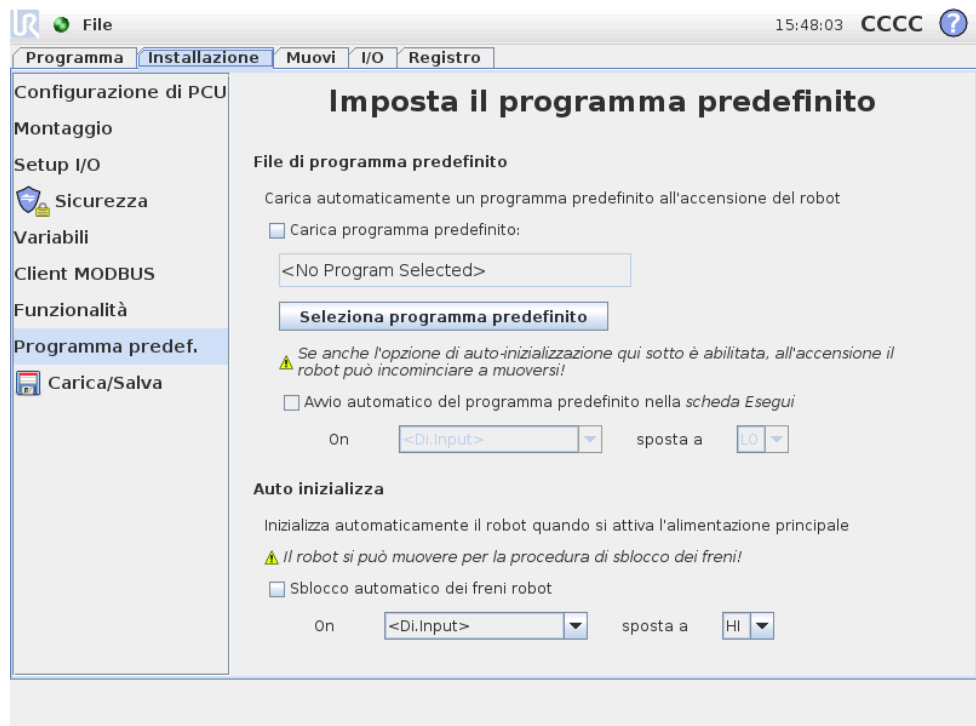 UR File 15:48:03 CCCC ?
Programma Installazione Muovi I/O Registro
Configurazione di PCU
Montaggio
Setup I/O
Sicurezza
Variabili
Client MODBUS
Funzionalità
Programma predef.
Carica/Salva
Imposta il programma predefinito
File di programma predefinito
Carica automaticamente un programma predefinito all'accensione del robot
Carica programma predefinito:
<No Program Selected>
Seleziona programma predefinito
Se anche l'opzione di auto-inizializzazione qui sotto è abilitata, all'accensione il
robot può incominciare a muoversi!
Avvio automatico del programma predefinito nella scheda Esegui
On <Di.Input> sposta a LO
Auto inizializza
Inizializza automaticamente il robot quando si attiva l'alimentazione principale
Il robot si può muovere per la procedura di sblocco dei freni!
Sblocco automatico dei freni robot
On <Di.Input> sposta a HI